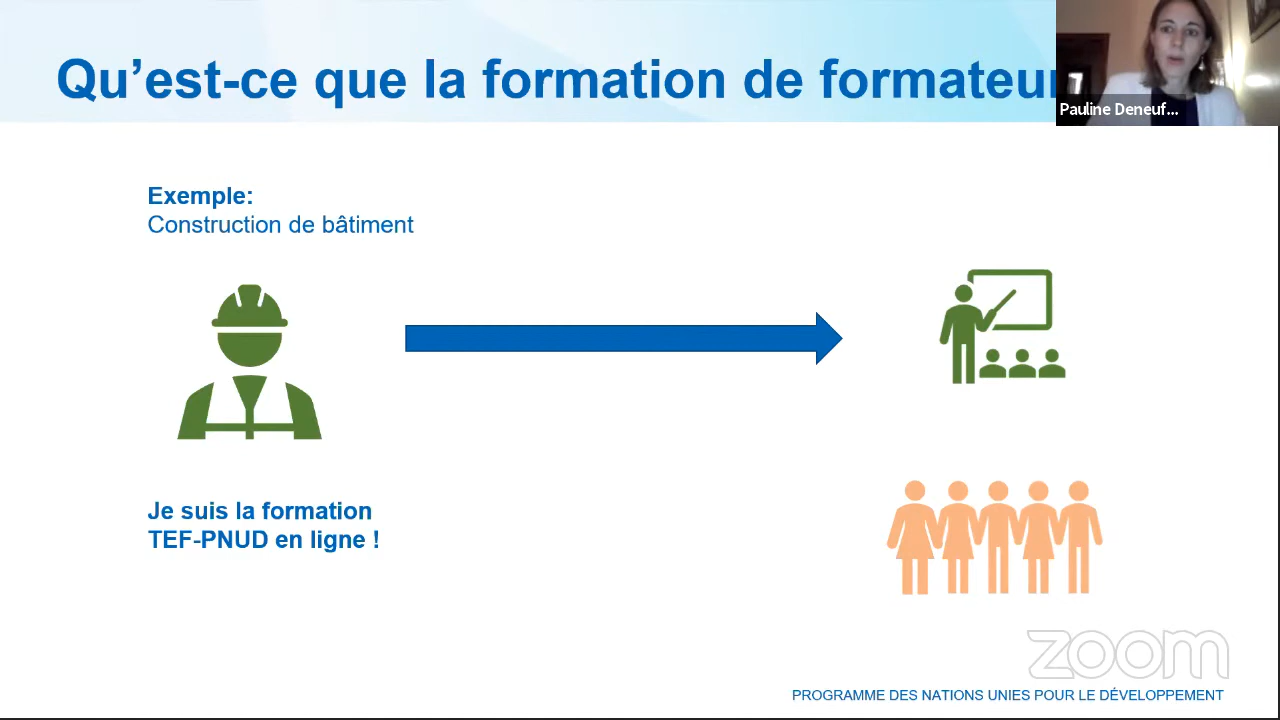 Qu’est-ce que la formation de formateur
Pauline Deneuf...
Exemple:
Construction de bâtiment
Je suis la formation
TEF-PNUD en ligne !
zoom
PROGRAMME DES NATIONS UNIES POUR LE DÉVELOPPEMENT